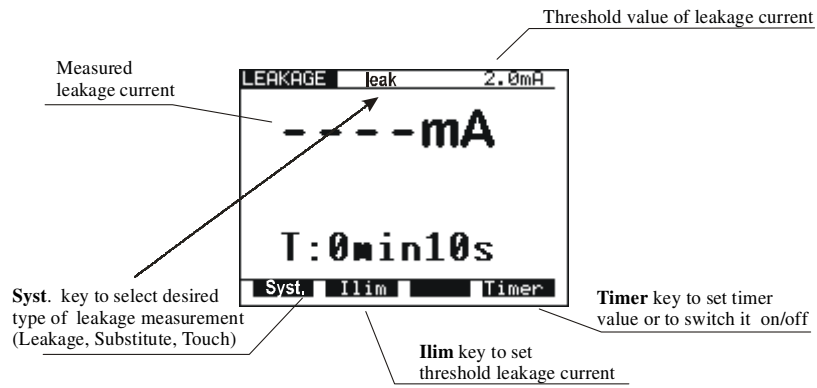 Threshold value of leakage current
Measured
leakage current
LEAKAGE leak 2.0mA
----mA
T:0min10s
Syst. Ilim Timer
Syst. key to select desired
type of leakage measurement
(Leakage, Substitute, Touch)
Ilim key to set
threshold leakage current
Timer key to set timer
value or to switch it on/off